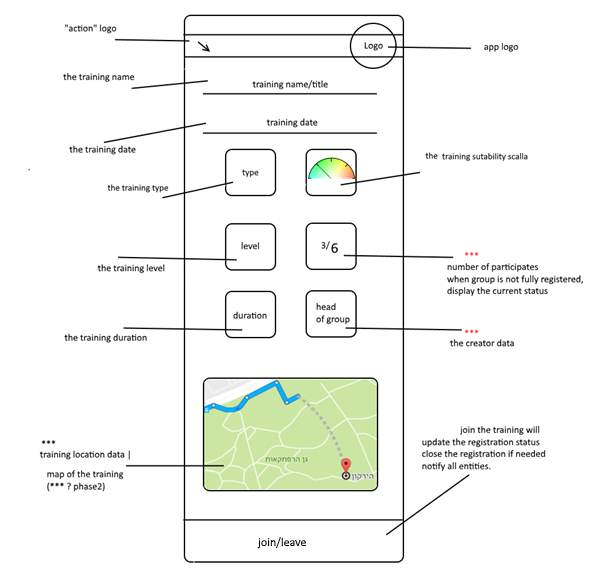 "action" logo
Logo
app logo
the training name
training name/title
training date
the training date
the training sutability scalla
type
the training type
level
3/6
***
number of participates
when group is not fully registered,
display the current status
the training level
duration
head
of group
***
the creator data
the training duration
join the training will
update the registration status
close the registration if needed
notify all entities.
***
training location data |
map of the training
(*** ? phase2)
גן הרפתקאות
הירקון
join/leave